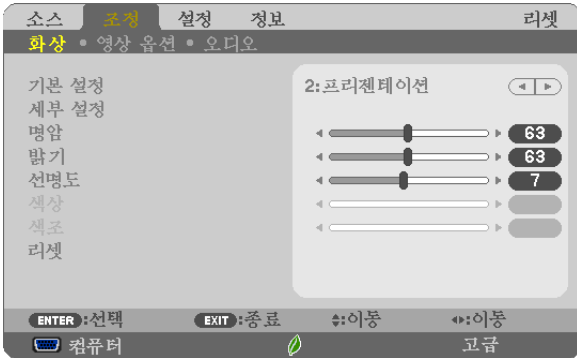 소스 조정 설정 정보 리셋
화상 • 영상 옵션 • 오디오
기본 설정 2:프리젠테이션
세부 설정
명암 63
밝기 63
선명도 7
색상
색조
리셋
ENTER:선택 EXIT:종료 :이동 :이동
컴퓨터 고급